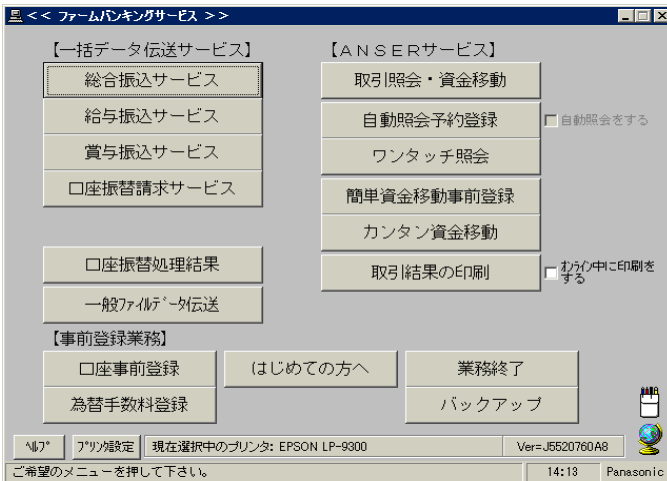 << ファームバンキングサービス >>
【一括データ伝送サービス】
総合振込サービス
給与振込サービス
賞与振込サービス
口座振替請求サービス
口座振替処理結果
一般ファイルデータ伝送
【ANSERサービス】
取引照会・資金移動
自動照会予約登録
自動照会をする
ワンタッチ照会
簡単資金移動事前登録
カンタン資金移動
取引結果の印刷
オンライン中に印刷を
する
【事前登録業務】
口座事前登録
はじめての方へ
業務終了
為替手数料登録
バックアップ
ヘルプ
プリンタ設定
現在選択中のプリンタ: EPSON LP-9300
Ver=J5520760A8
ご希望のメニューを押して下さい。
14:13
Panasonic